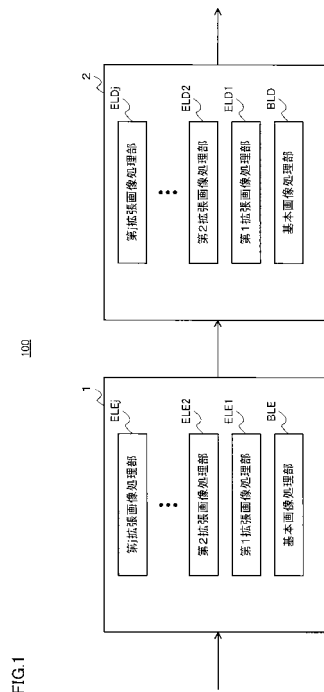 FIG.1
100
1
ELEj
第j拡張画像処理部
ELE2
第2拡張画像処理部
ELE1
第1拡張画像処理部
BLE
基本画像処理部
2
ELDj
第j拡張画像処理部
ELD2
第2拡張画像処理部
ELD1
第1拡張画像処理部
BLD
基本画像処理部